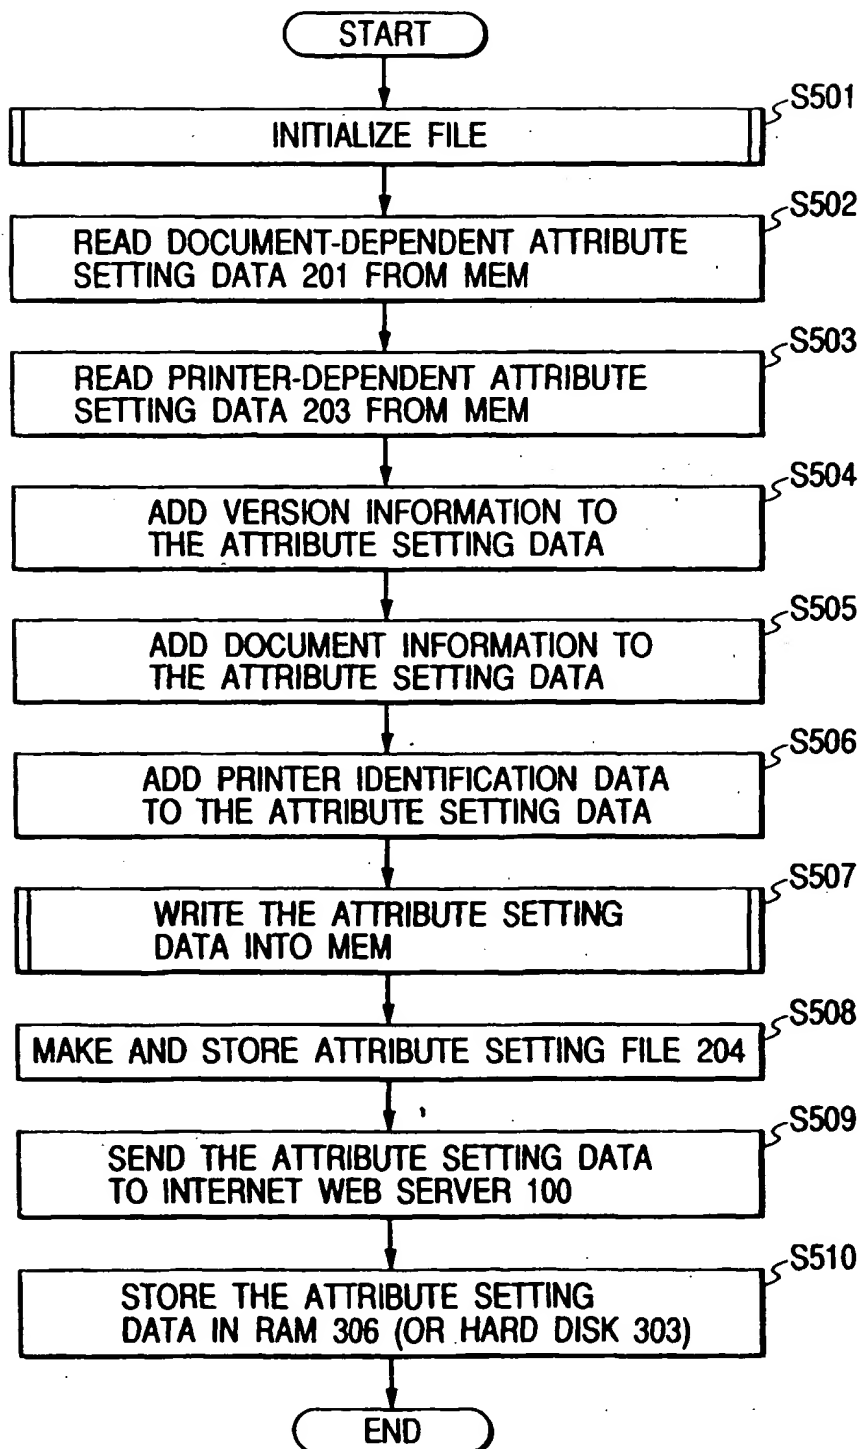 START
S501
INITIALIZE FILE
S502
READ DOCUMENT-DEPENDENT ATTRIBUTE
SETTING DATA 201 FROM MEM
S503
READ PRINTER-DEPENDENT ATTRIBUTE
SETTING DATA 203 FROM MEM
S504
ADD VERSION INFORMATION TO
THE ATTRIBUTE SETTING DATA
S505
ADD DOCUMENT INFORMATION TO
THE ATTRIBUTE SETTING DATA
S506
ADD PRINTER IDENTIFICATION DATA
TO THE ATTRIBUTE SETTING DATA
S507
WRITE THE ATTRIBUTE SETTING
DATA INTO MEM
S508
MAKE AND STORE ATTRIBUTE SETTING FILE 204
S509
SEND THE ATTRIBUTE SETTING DATA
TO INTERNET WEB SERVER 100
S510
STORE THE ATTRIBUTE SETTING
DATA IN RAM 306 (OR HARD DISK 303)
END